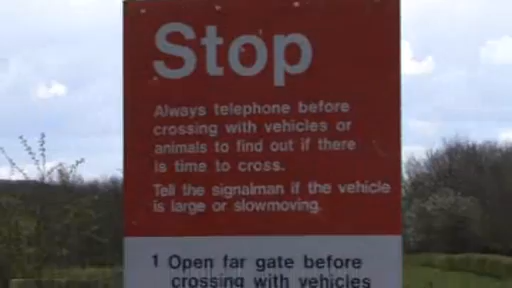 Stop
Always telephone before
crossing with vehicles or
animals to find out if there
is time to cross.
Tell the signalman if the vehicle
is large or slowmoving.
1 Open far gate before
crossing with vehicles